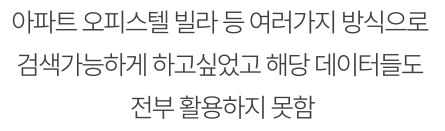 아파트 오피스텔 빌라 등 여러가지 방식으로
검색가능하게 하고싶었고 해당 데이터들도
전부 활용하지 못함